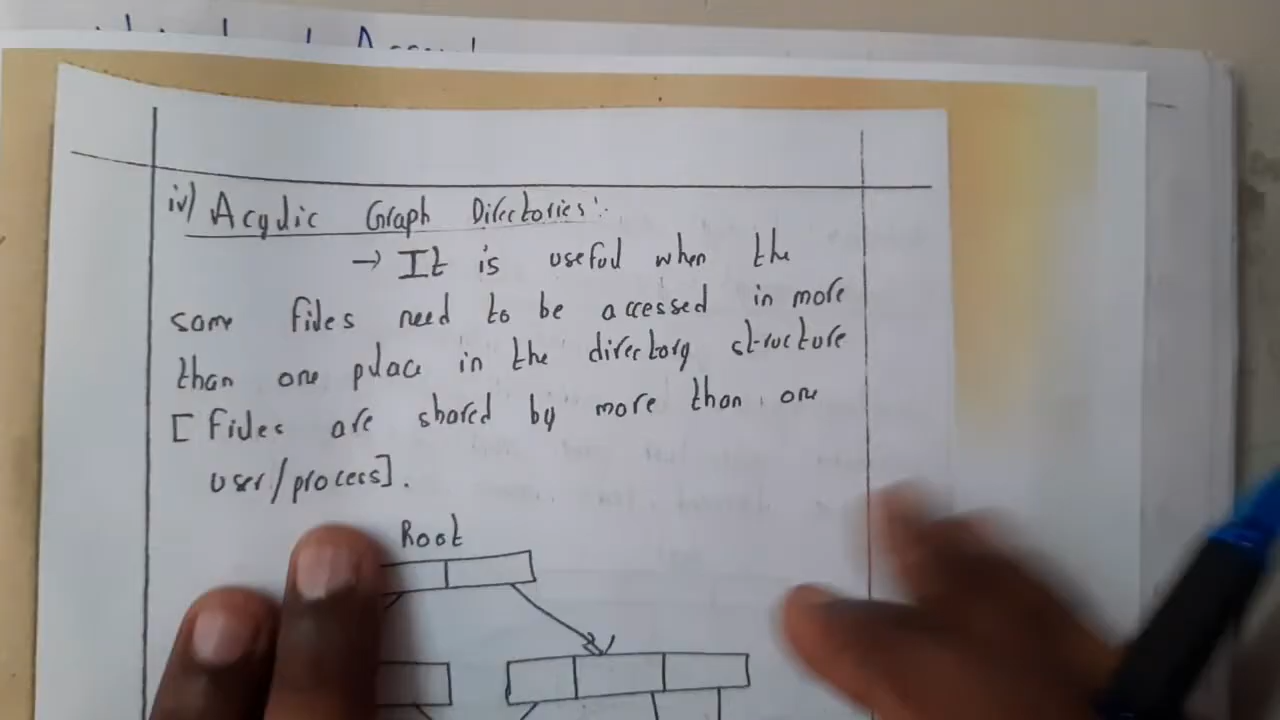 iv) Acyclic Graph Directories:
→ It is useful when the
same files need to be accessed in more
than one place in the directory structure
[ Files are shared by more than one
user/process].
Root